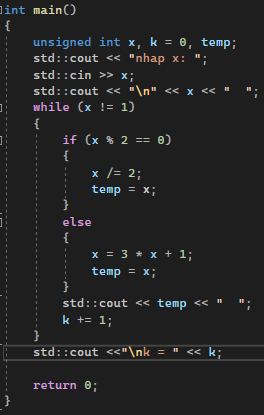 int main()
{
unsigned int x, k = 0, temp;
std::cout << "nhap x: ";
std::cin >> x;
std::cout << "\n" << x << "  ";
while (x != 1)
{
if (x % 2 == 0)
{
x /= 2;
temp = x;
}
else
{
x = 3 * x + 1;
temp = x;
}
std::cout << temp << "  ";
k += 1;
}
std::cout <<"\nk = " << k;
return 0;
}